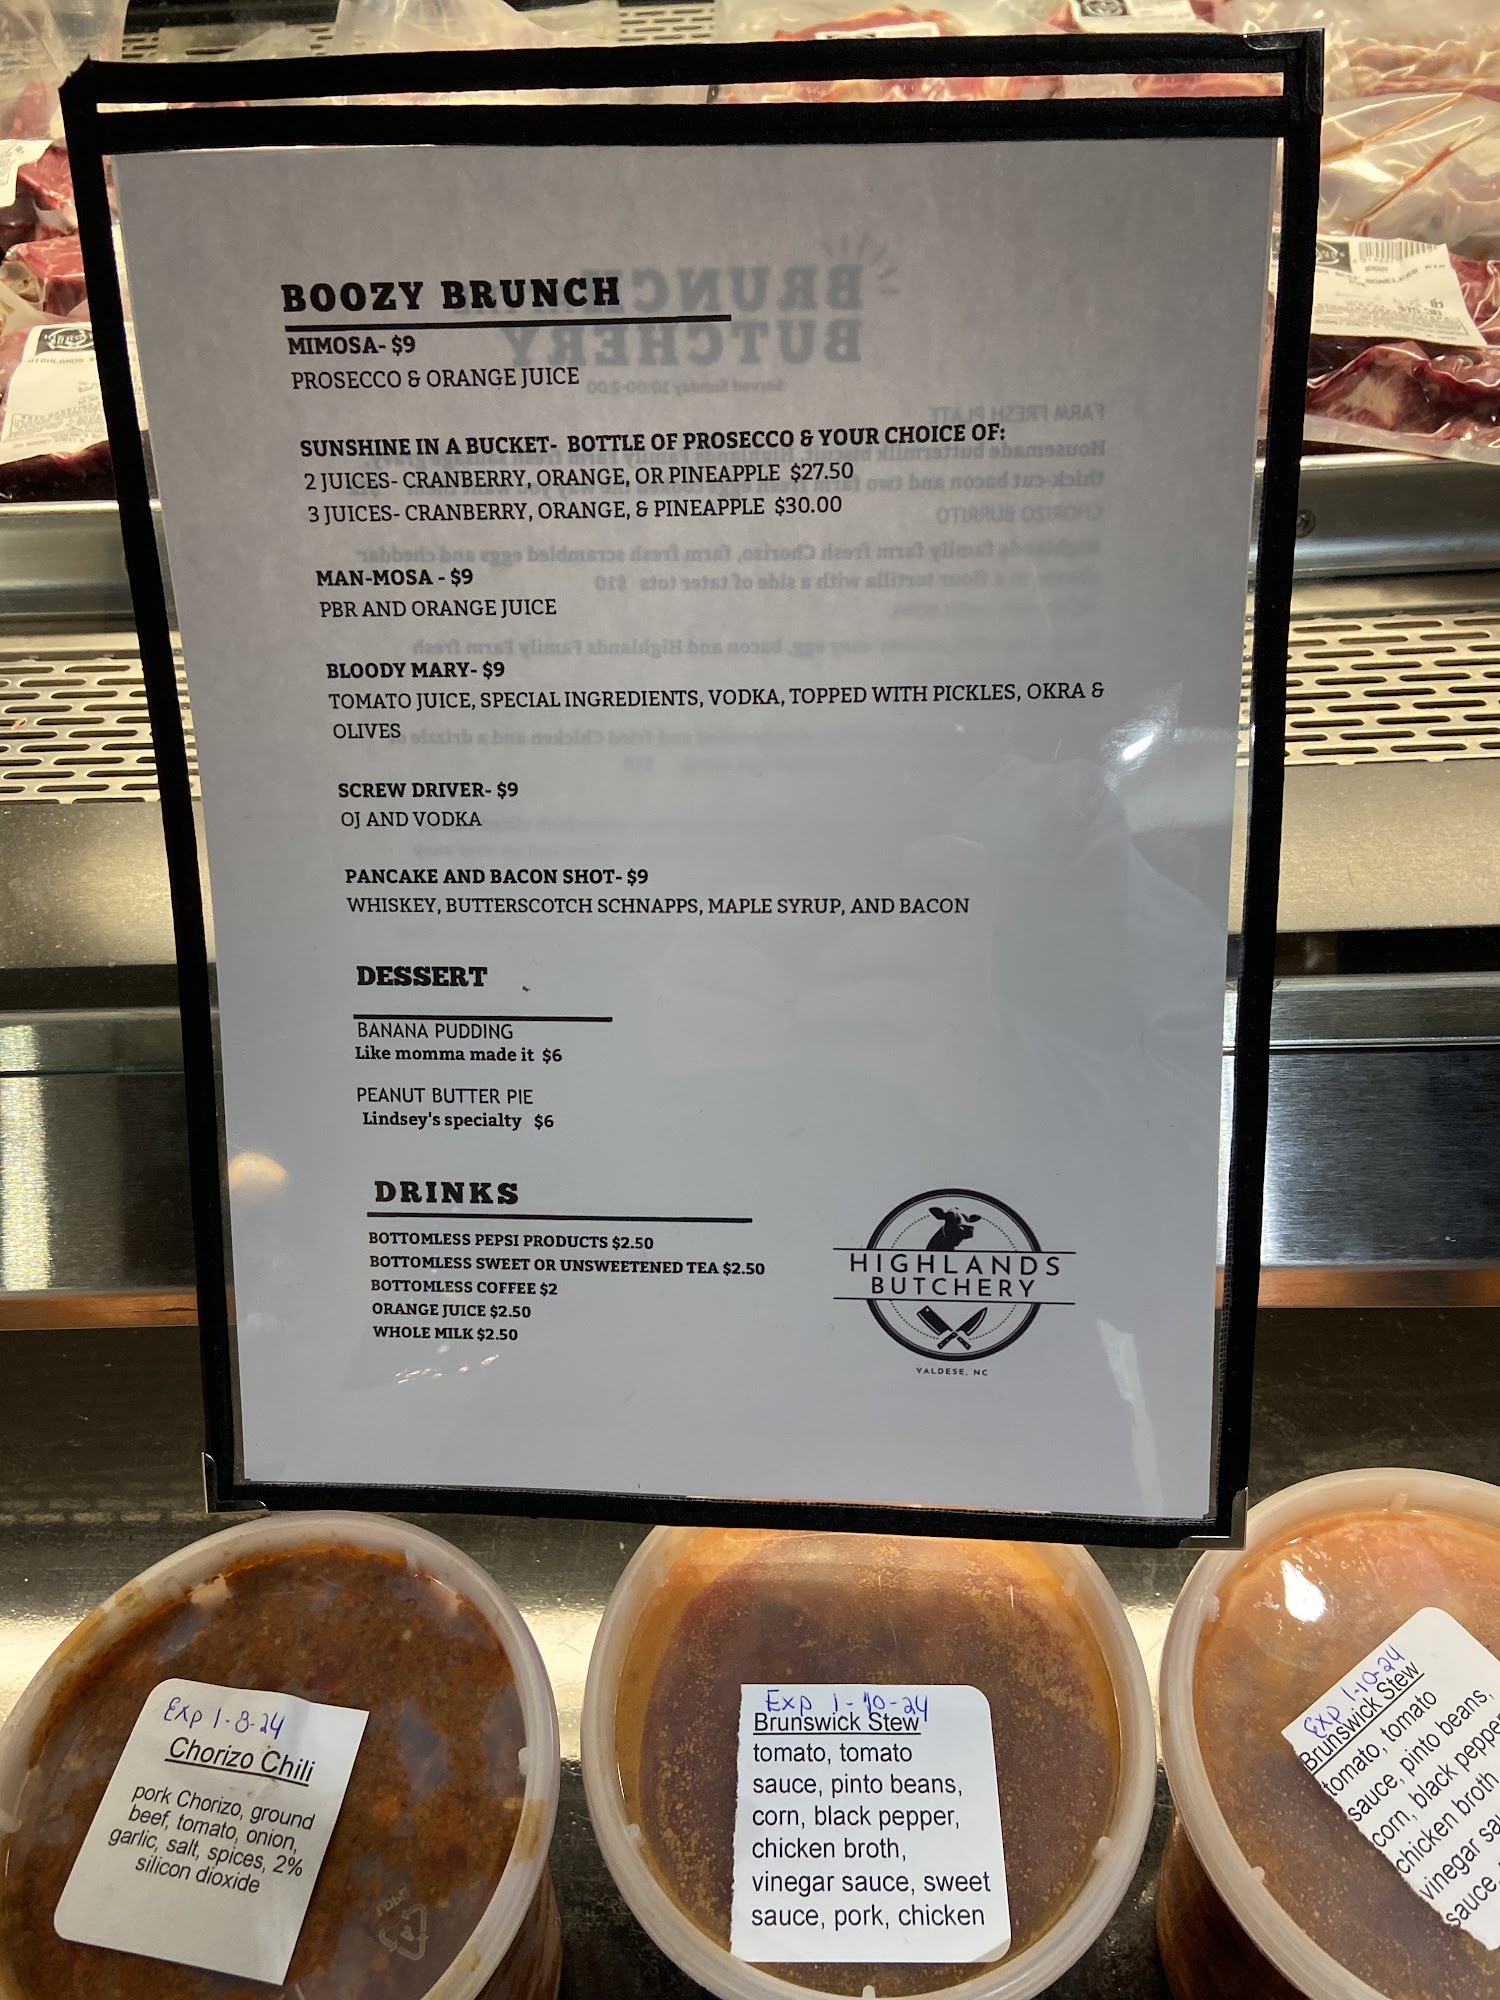 BOOZY BRUNCH
MIMOSA- $9
PROSECCO & ORANGE JUICE
SUNSHINE IN A BUCKET- BOTTLE OF PROSECCO & YOUR CHOICE OF:
2 JUICES- CRANBERRY, ORANGE, OR PINEAPPLE $27.50
3 JUICES- CRANBERRY, ORANGE, & PINEAPPLE $30.00
MAN-MOSA - $9
PBR AND ORANGE JUICE
BLOODY MARY- $9
TOMATO JUICE, SPECIAL INGREDIENTS, VODKA, TOPPED WITH PICKLES, OKRA &
OLIVES
SCREW DRIVER- $9
OJ AND VODKA
PANCAKE AND BACON SHOT- $9
WHISKEY, BUTTERSCOTCH SCHNAPPS, MAPLE SYRUP, AND BACON
DESSERT
BANANA PUDDING
Like momma made it $6
PEANUT BUTTER PIE
Lindsey's specialty $6
DRINKS
BOTTOMLESS PEPSI PRODUCTS $2.50
BOTTOMLESS SWEET OR UNSWEETENED TEA $2.50
BOTTOMLESS COFFEE $2
ORANGE JUICE $2.50
WHOLE MILK $2.50
HIGHLANDS
BUTCHERY
VALDESE, NC
Exp 1-8-24
Chorizo Chili
pork Chorizo, ground
beef, tomato, onion,
garlic, salt, spices, 2%
silicon dioxide
Exp 1-10-24
Brunswick Stew
tomato, tomato
sauce, pinto beans,
corn, black pepper,
chicken broth,
vinegar sauce, sweet
sauce, pork, chicken
Exp 1-10-24
Brunswick Stew
tomato, tomato
sauce, pinto beans,
corn, black pepper
chicken broth
vinegar
sauce,